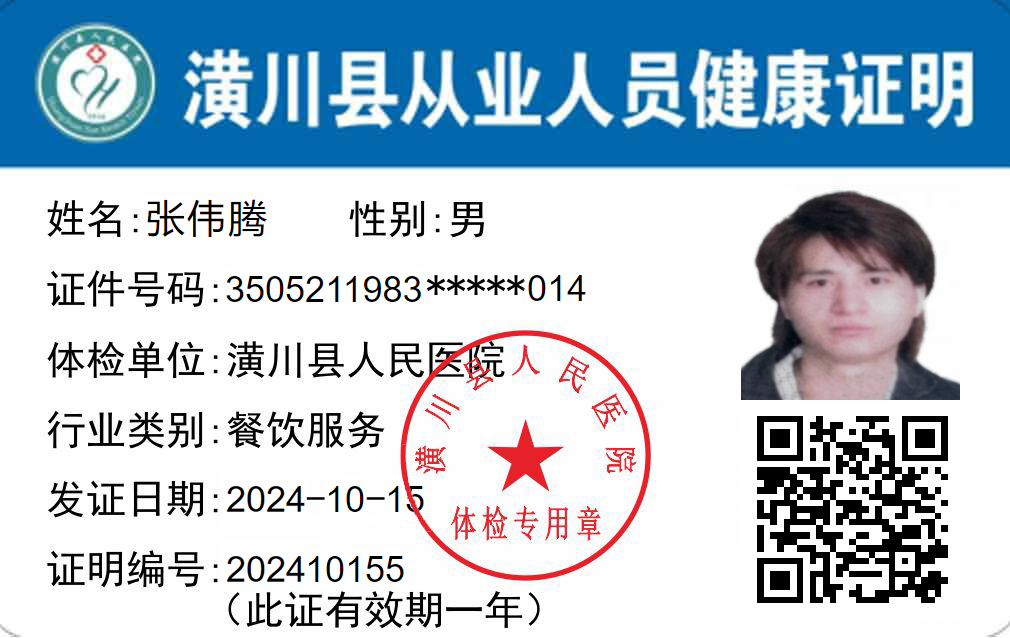 潢川县从业人员健康证明
姓名:张伟腾 性别:男
证件号码:3505211983*****014
体检单位:潢川县人民医院
行业类别:餐饮服务
发证日期:2024-10-15
证明编号:202410155
(此证有效期一年)
潢川县人民医院
体检专用章